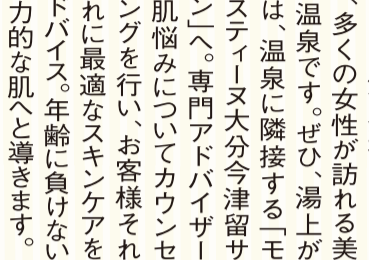 、多くの女性が訪れる美
温泉です。ぜひ、湯上が
は、温泉に隣接する「モ
スティーヌ大分今津留サ
ン」へ。専門アドバイザー
肌悩みについてカウンセ
ングを行い、お客様それ
れに最適なスキンケアを
ドバイス。年齢に負けない
力的な肌へと導きます。